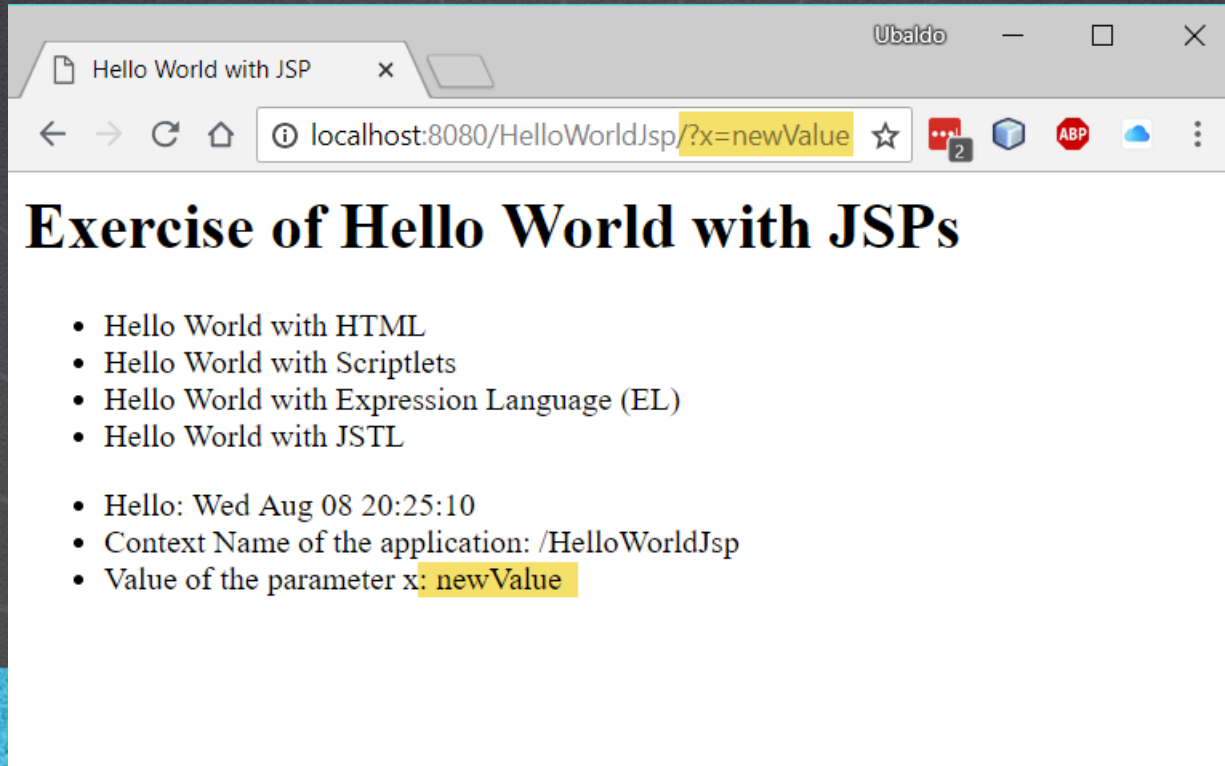 Ubaldo
Hello World with JSP
localhost:8080/HelloWorldJsp/?x=newValue
2
ABP
Exercise of Hello World with JSPs
• Hello World with HTML
• Hello World with Scriptlets
• Hello World with Expression Language (EL)
• Hello World with JSTL
• Hello: Wed Aug 08 20:25:10
• Context Name of the application: /HelloWorldJsp
• Value of the parameter x: newValue